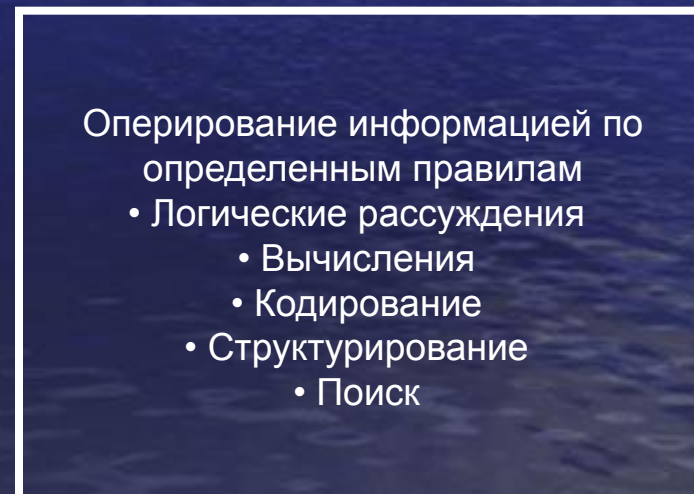 Оперирование информацией по
определенным правилам
• Логические рассуждения
• Вычисления
• Кодирование
• Структурирование
• Поиск